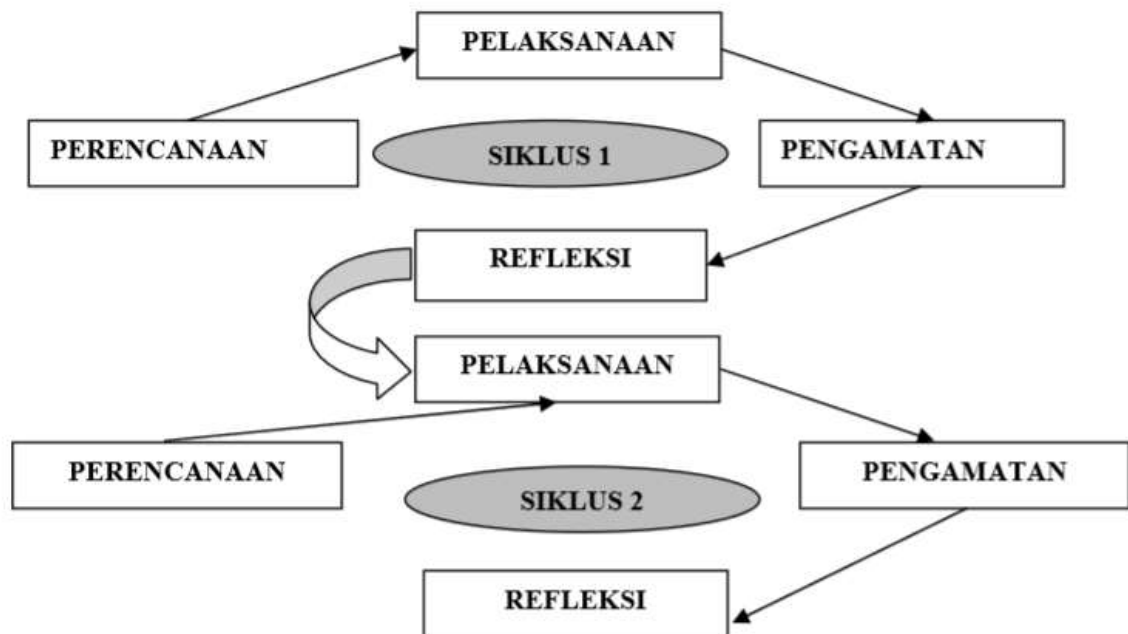 PELAKSANAAN
PERENCANAAN
SIKLUS 1
PENGAMATAN
REFLEKSI
PELAKSANAAN
PERENCANAAN
PENGAMATAN
SIKLUS 2
REFLEKSI